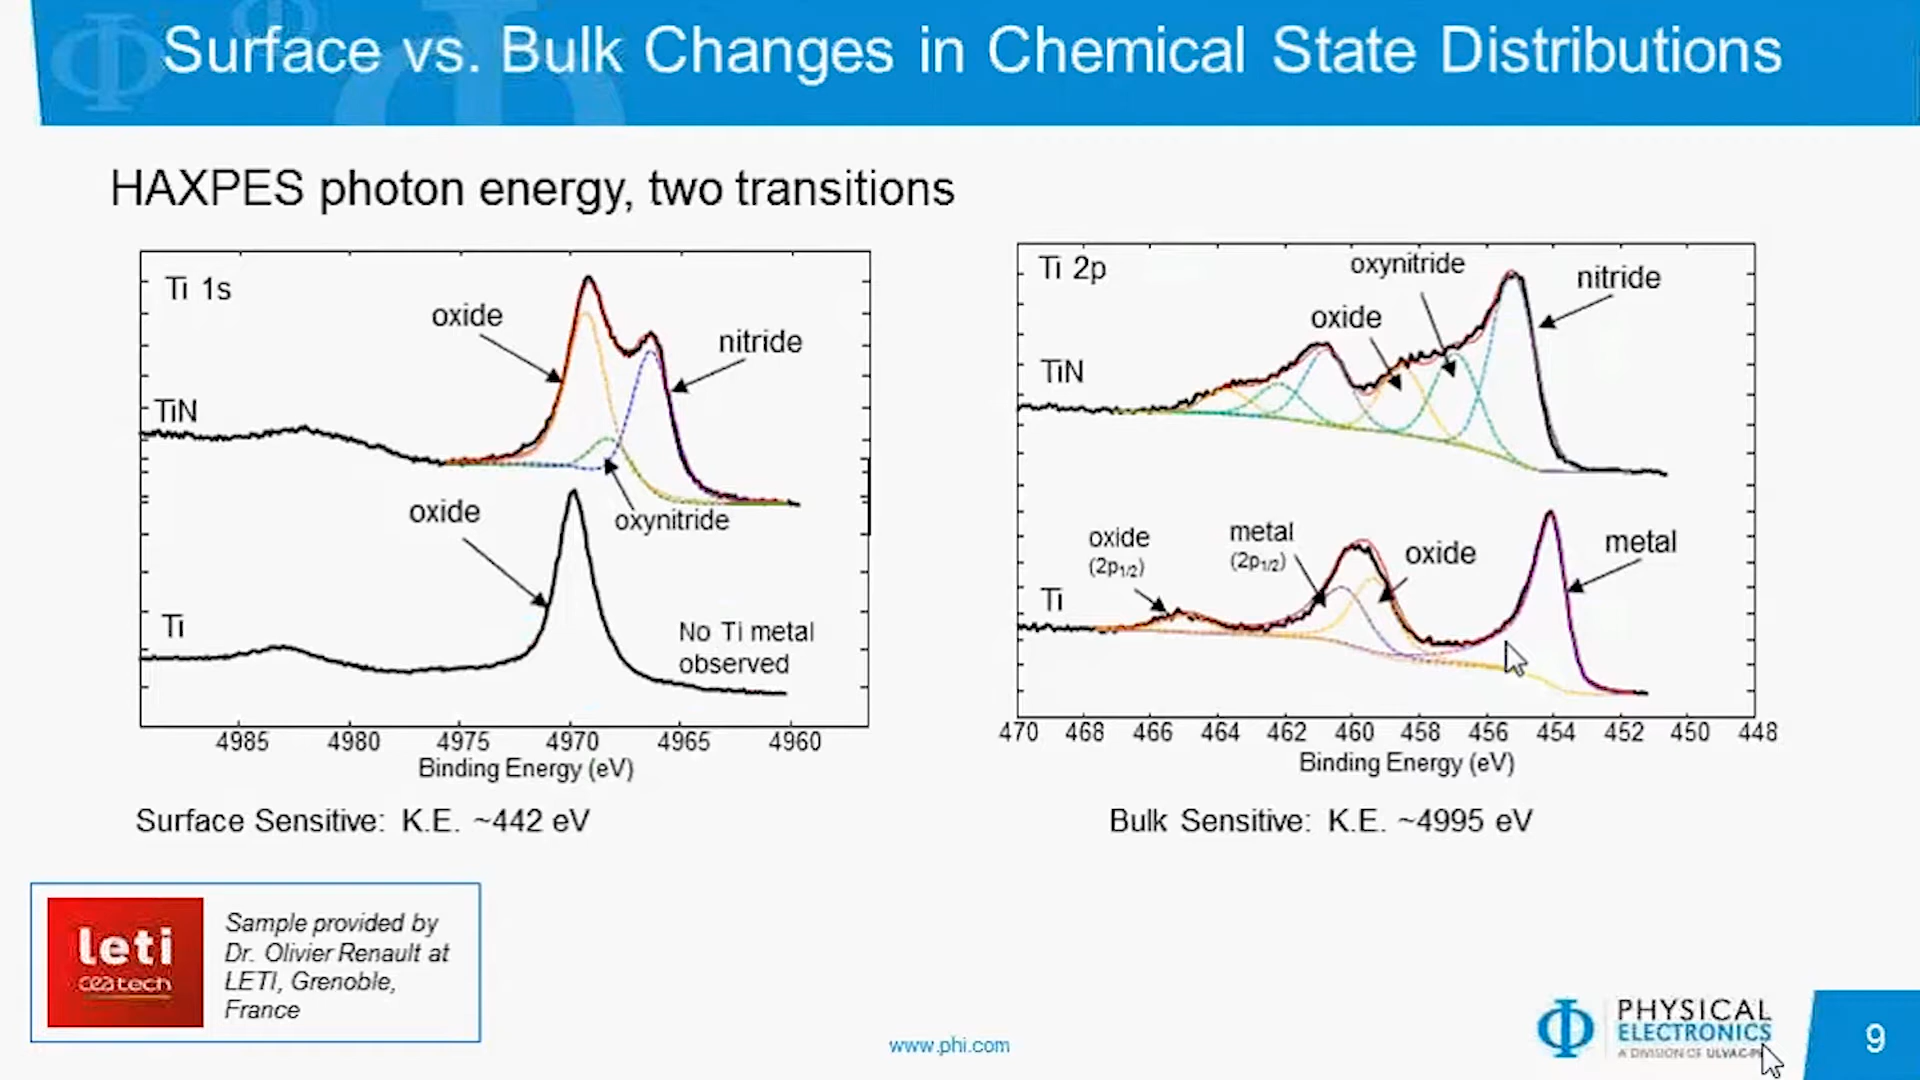 Surface vs. Bulk Changes in Chemical State Distributions
HAXPES photon energy, two transitions
Ti 1s
oxide
nitride
TiN
oxide
oxynitride
Ti
No Ti metal
observed
4985 4980 4975 4970 4965 4960
Binding Energy (eV)
Surface Sensitive: K.E. ~442 eV
Ti 2p
oxynitride
nitride
oxide
TiN
oxide
(2p1/2)
metal
(2p1/2)
oxide
metal
Ti
470 468 466 464 462 460 458 456 454 452 450 448
Binding Energy (eV)
Bulk Sensitive: K.E. ~4995 eV
leti
ceatech
Sample provided by
Dr. Olivier Renault at
LETI, Grenoble,
France
www.phi.com
PHYSICAL
ELECTRONICS
A DIVISION OF
9